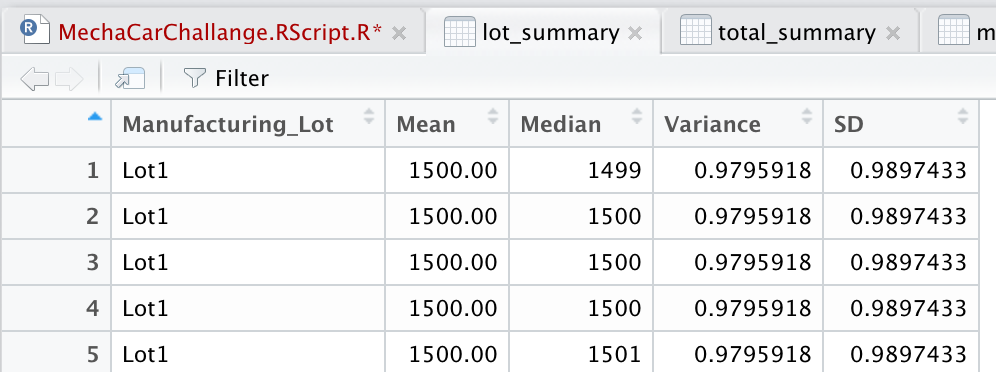 R MechaCarChallange.RScript.R* × lot_summary × total_summary × m
Filter
Manufacturing_Lot Mean Median Variance SD
1 Lot1 1500.00 1499 0.9795918 0.9897433
2 Lot1 1500.00 1500 0.9795918 0.9897433
3 Lot1 1500.00 1500 0.9795918 0.9897433
4 Lot1 1500.00 1500 0.9795918 0.9897433
5 Lot1 1500.00 1501 0.9795918 0.9897433